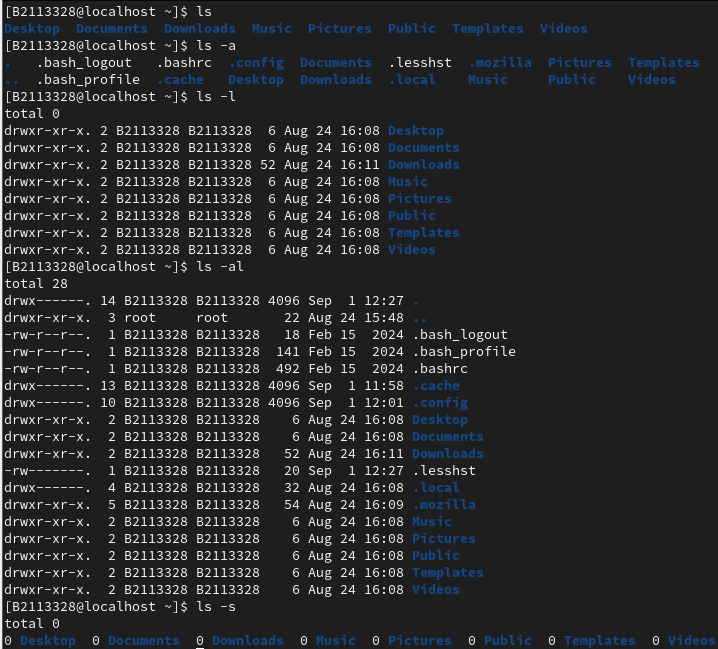 [B2113328@localhost ~]$ ls
Desktop  Documents  Downloads  Music  Pictures  Public  Templates  Videos
[B2113328@localhost ~]$ ls -a
.   .bash_logout   .bashrc  .config  Documents  .lesshst  .mozilla  Pictures  Templates
..  .bash_profile  .cache   Desktop  Downloads  .local    Music     Public    Videos
[B2113328@localhost ~]$ ls -l
total 0
drwxr-xr-x. 2 B2113328 B2113328  6 Aug 24 16:08 Desktop
drwxr-xr-x. 2 B2113328 B2113328  6 Aug 24 16:08 Documents
drwxr-xr-x. 2 B2113328 B2113328 52 Aug 24 16:11 Downloads
drwxr-xr-x. 2 B2113328 B2113328  6 Aug 24 16:08 Music
drwxr-xr-x. 2 B2113328 B2113328  6 Aug 24 16:08 Pictures
drwxr-xr-x. 2 B2113328 B2113328  6 Aug 24 16:08 Public
drwxr-xr-x. 2 B2113328 B2113328  6 Aug 24 16:08 Templates
drwxr-xr-x. 2 B2113328 B2113328  6 Aug 24 16:08 Videos
[B2113328@localhost ~]$ ls -al
total 28
drwx------. 14 B2113328 B2113328 4096 Sep  1 12:27 .
drwxr-xr-x.  3 root     root       22 Aug 24 15:48 ..
-rw-r--r--.  1 B2113328 B2113328   18 Feb 15  2024 .bash_logout
-rw-r--r--.  1 B2113328 B2113328  141 Feb 15  2024 .bash_profile
-rw-r--r--.  1 B2113328 B2113328  492 Feb 15  2024 .bashrc
drwx------. 13 B2113328 B2113328 4096 Sep  1 11:58 .cache
drwx------. 10 B2113328 B2113328 4096 Sep  1 12:01 .config
drwxr-xr-x.  2 B2113328 B2113328    6 Aug 24 16:08 Desktop
drwxr-xr-x.  2 B2113328 B2113328    6 Aug 24 16:08 Documents
drwxr-xr-x.  2 B2113328 B2113328   52 Aug 24 16:11 Downloads
-rw-------.  1 B2113328 B2113328   20 Sep  1 12:27 .lesshst
drwx------.  4 B2113328 B2113328   32 Aug 24 16:08 .local
drwxr-xr-x.  5 B2113328 B2113328   54 Aug 24 16:09 .mozilla
drwxr-xr-x.  2 B2113328 B2113328    6 Aug 24 16:08 Music
drwxr-xr-x.  2 B2113328 B2113328    6 Aug 24 16:08 Pictures
drwxr-xr-x.  2 B2113328 B2113328    6 Aug 24 16:08 Public
drwxr-xr-x.  2 B2113328 B2113328    6 Aug 24 16:08 Templates
drwxr-xr-x.  2 B2113328 B2113328    6 Aug 24 16:08 Videos
[B2113328@localhost ~]$ ls -s
total 0
0 Desktop  0 Documents  0 Downloads  0 Music  0 Pictures  0 Public  0 Templates  0 Videos